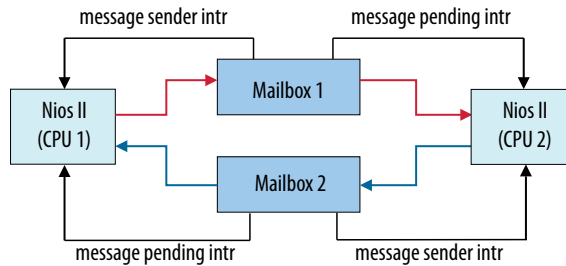 message sender intr
message pending intr
Mailbox 1
Nios II
(CPU 1)
Nios II
(CPU 2)
Mailbox 2
message pending intr
message sender intr